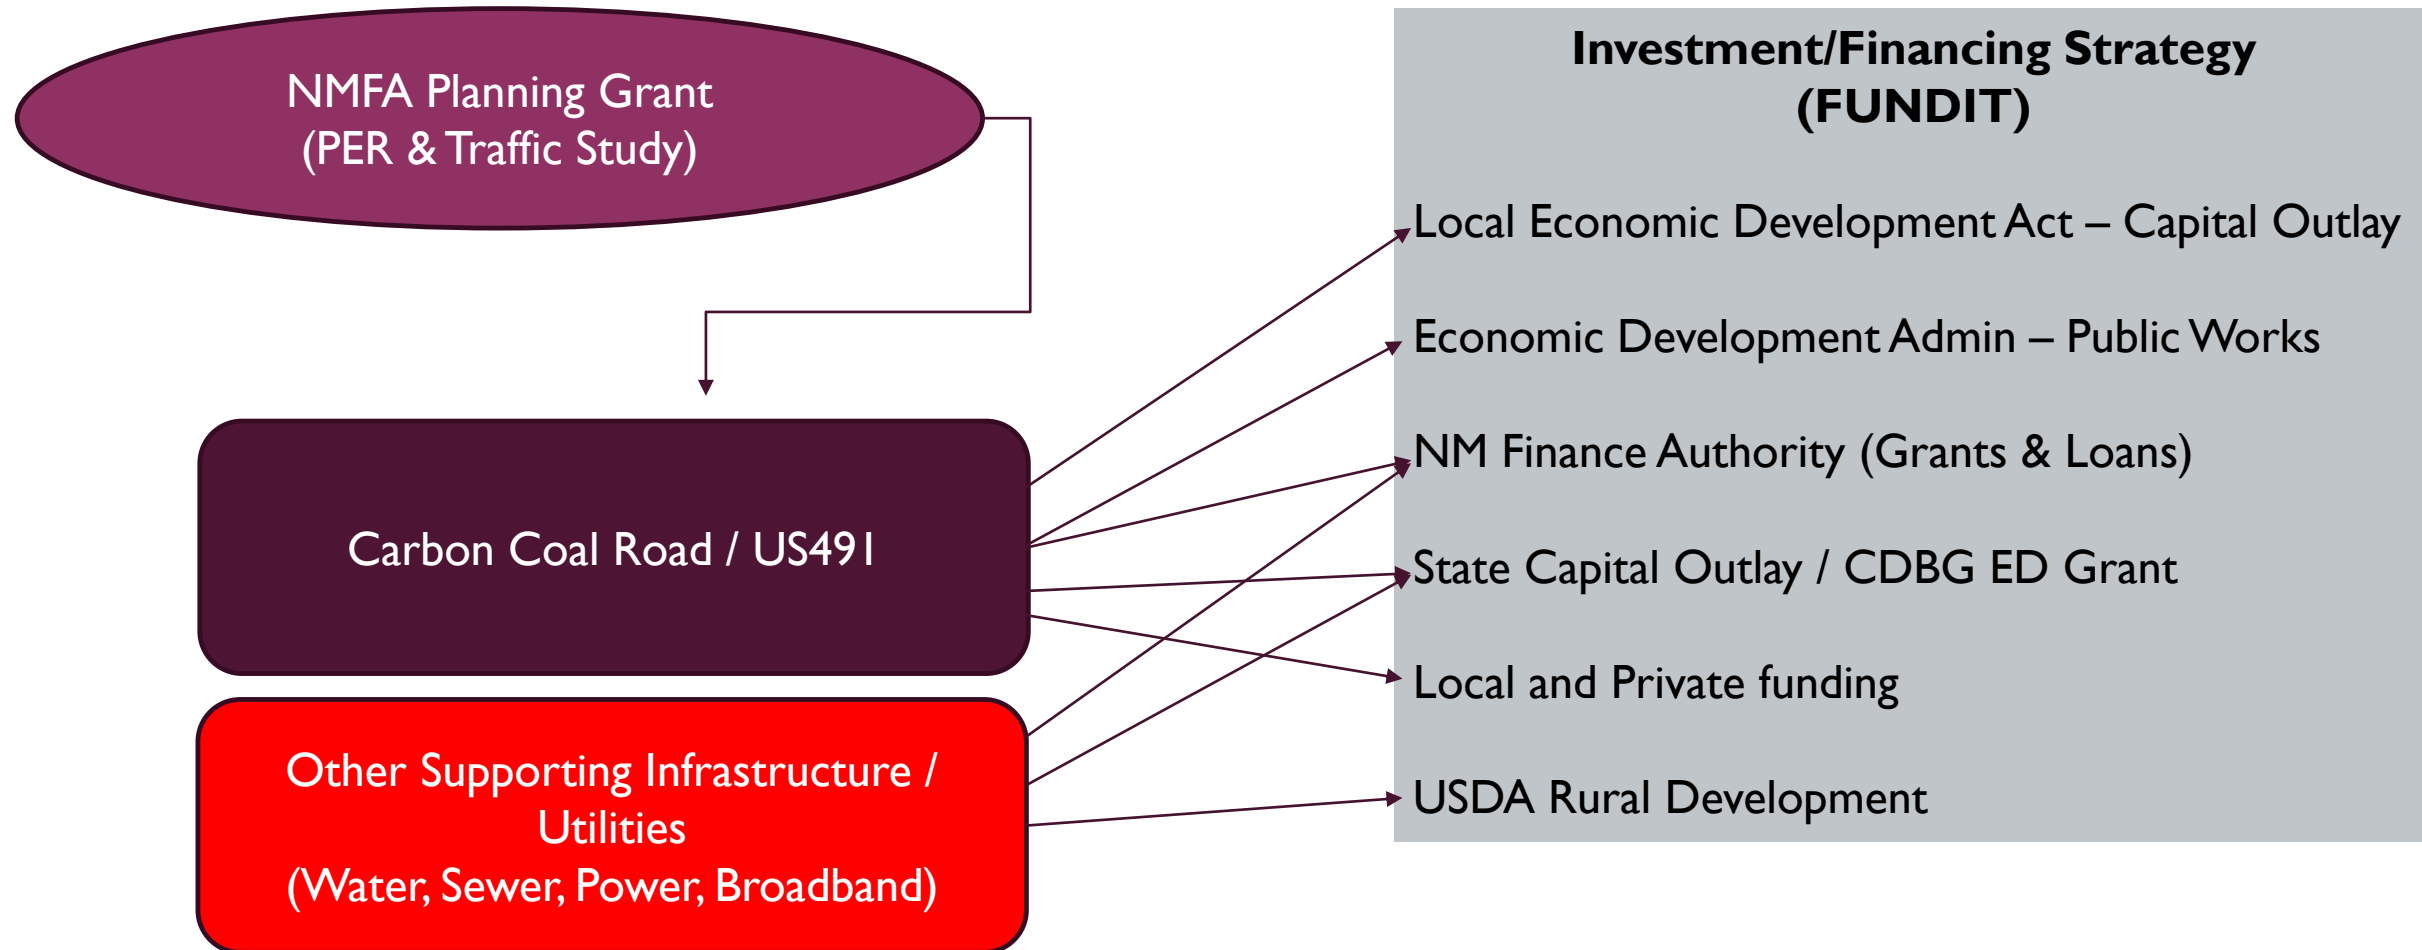 NMFA Planning Grant
(PER & Traffic Study)
Carbon Coal Road / US491
Other Supporting Infrastructure /
Utilities
(Water, Sewer, Power, Broadband)
Investment/Financing Strategy
(FUNDIT)
Local Economic Development Act – Capital Outlay
Economic Development Admin – Public Works
NM Finance Authority (Grants & Loans)
State Capital Outlay / CDBG ED Grant
Local and Private funding
USDA Rural Development